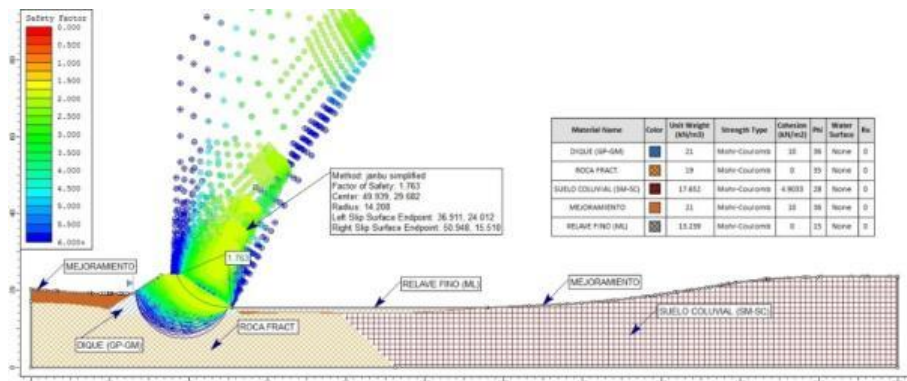 Safety Factor
0.000
0.500
1.000
1.500
2.000
2.500
3.000
3.500
4.000
4.500
5.000
5.500
6.000+
Method: janbu simplified
Factor of Safety: 1.763
Center: 49.939, 29.682
Radius: 14.208
Left Slip Surface Endpoint: 36.911, 24.012
Right Slip Surface Endpoint: 50.948, 15.510
Material Name Color Unit Weight (kN/m3) Strength Type Cohesion (kN/m2) Phi Water Surface Ru
DIQUE (GP-GM) 21 Mohr-Coulomb 10 36 None 0
ROCA FRACT. 19 Mohr-Coulomb 0 35 None 0
SUELO COLUVIAL (SM-SC) 17.652 Mohr-Coulomb 4.9033 28 None 0
MEJORAMIENTO 21 Mohr-Coulomb 10 36 None 0
RELAVE FINO (ML) 13.239 Mohr-Coulomb 0 15 None 0
1.763
MEJORAMIENTO
RELAVE FINO (ML)
MEJORAMIENTO
SUELO COLUVIAL (SM-SC)
ROCA FRACT
DIQUE (GP-GM)